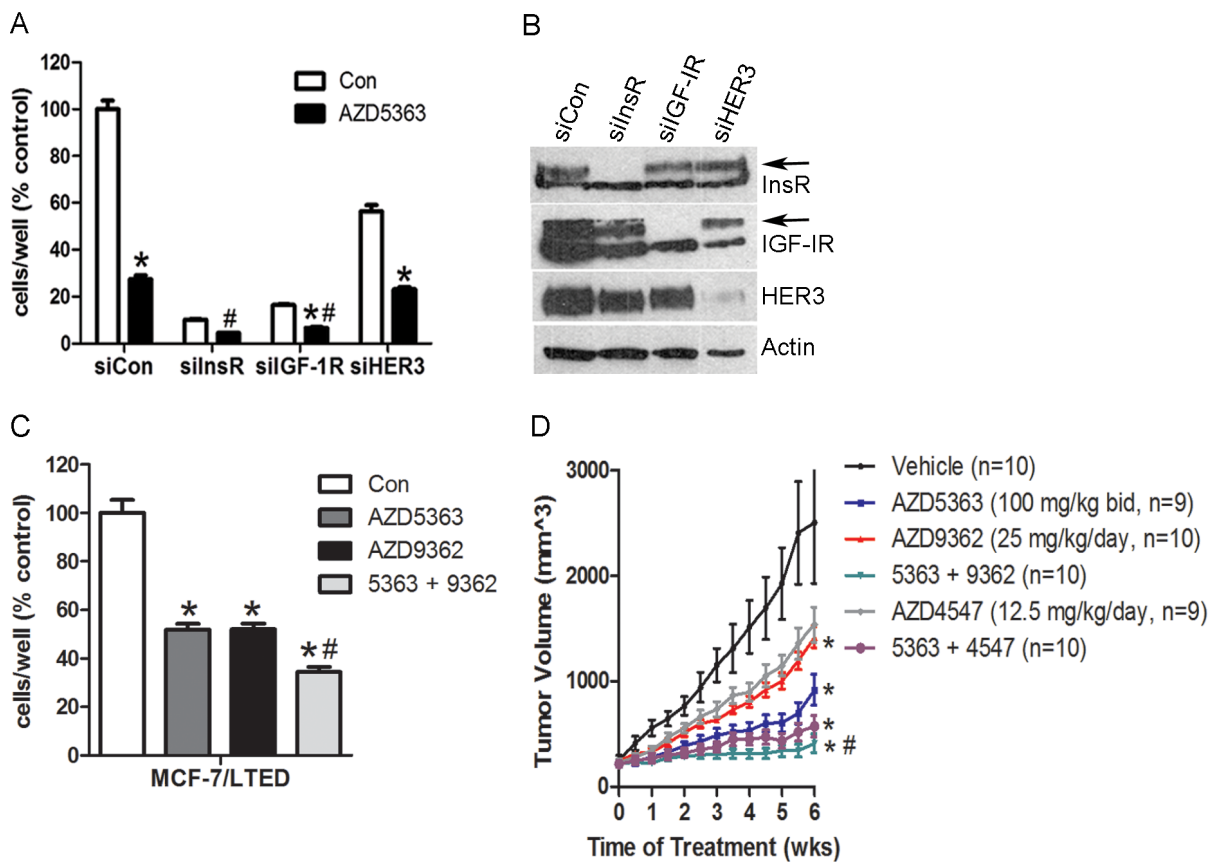 A
cells/well (% control)
120
100
80
60
40
20
0
Con
AZD5363
*
#
*#
*
siCon
siInsR
siIGF-1R
siHER3
B
siCon
siInsR
siIGF-IR
siHER3
InsR
IGF-IR
HER3
Actin
C
cells/well (% control)
120
100
80
60
40
20
0
Con
AZD5363
AZD9362
5363 + 9362
*
*
*#
MCF-7/LTED
D
Tumor Volume (mm^3)
3000
2000
1000
0
0 1 2 3 4 5 6
Time of Treatment (wks)
*
*
*
* #
Vehicle (n=10)
AZD5363 (100 mg/kg bid, n=9)
AZD9362 (25 mg/kg/day, n=10)
5363 + 9362 (n=10)
AZD4547 (12.5 mg/kg/day, n=9)
5363 + 4547 (n=10)